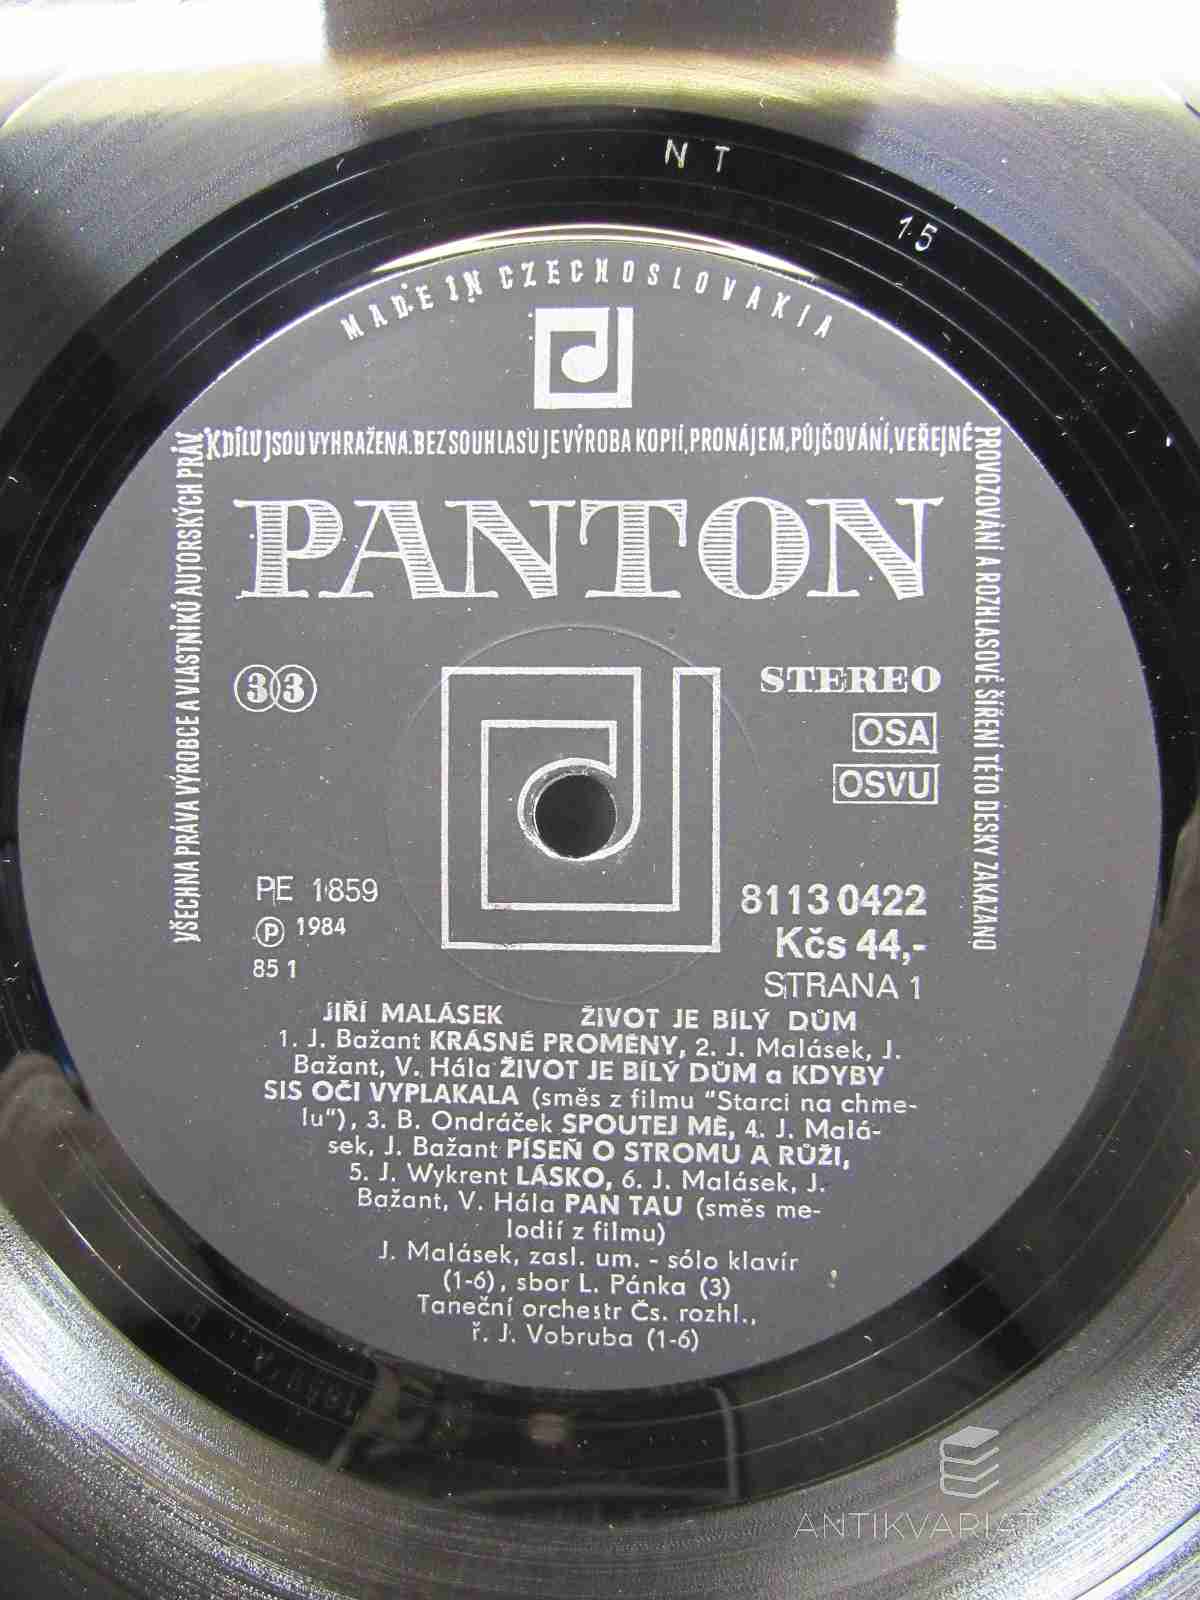 N T
15
MADE IN CZECHOSLOVAKIA
VŠECHNA PRÁVA VÝROBCE A VLASTNÍKŮ AUTORSKÝCH PRÁV
K DÍLU JSOU VYHRAŽENA. BEZ SOUHLASU JE VÝROBA KOPIÍ, PRONÁJEM, PŮJČOVÁNÍ, VEŘEJNÉ
PROVOZOVÁNÍ A ROZHLASOVÉ ŠÍŘENÍ TÉTO DESKY ZAKÁZÁNO
PANTON
33
STEREO
OSA
OSVU
PE 1859
Ⓟ 1984
85 1
8113 0422
Kčs 44,-
STRANA 1
JIŘÍ MALÁSEK ŽIVOT JE BÍLÝ DŮM
1. J. Bažant KRÁSNÉ PROMĚNY, 2. J. Malásek, J.
Bažant, V. Hála ŽIVOT JE BÍLÝ DŮM a KDYBY
SIS OČI VYPLAKALA (směs z filmu "Starci na chme-
lu"), 3. B. Ondráček SPOUTEJ MĚ, 4. J. Malá-
sek, J. Bažant PÍSEŇ O STROMU A RŮŽI,
5. J. Wykrent LÁSKO, 6. J. Malásek, J.
Bažant, V. Hála PAN TAU (směs me-
lodií z filmu)
J. Malásek, zasl. um. - sólo klavír
(1-6), sbor L. Pánka (3)
Taneční orchestr Čs. rozhl.,
ř. J. Vobruba (1-6)
ANTIKVARIAT